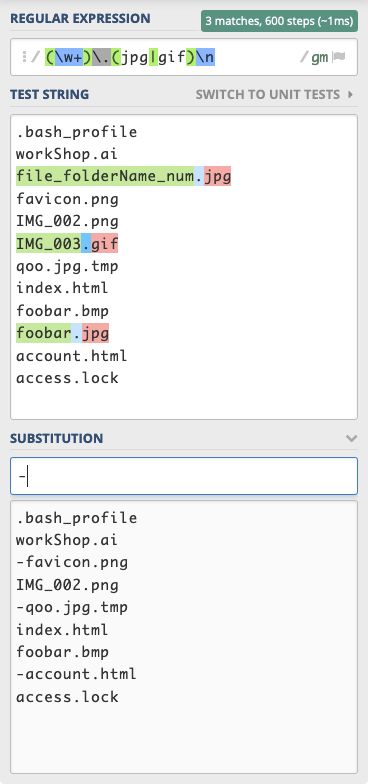 REGULAR EXPRESSION 3 matches, 600 steps (~1ms)
/ (\w+)\.(jpg|gif)\n / gm
TEST STRING SWITCH TO UNIT TESTS
.bash_profile
workShop.ai
file_folderName_num.jpg
favicon.png
IMG_002.png
IMG_003.gif
qoo.jpg.tmp
index.html
foobar.bmp
foobar.jpg
account.html
access.lock
SUBSTITUTION
-
.bash_profile
workShop.ai
-favicon.png
IMG_002.png
-qoo.jpg.tmp
index.html
foobar.bmp
-account.html
access.lock